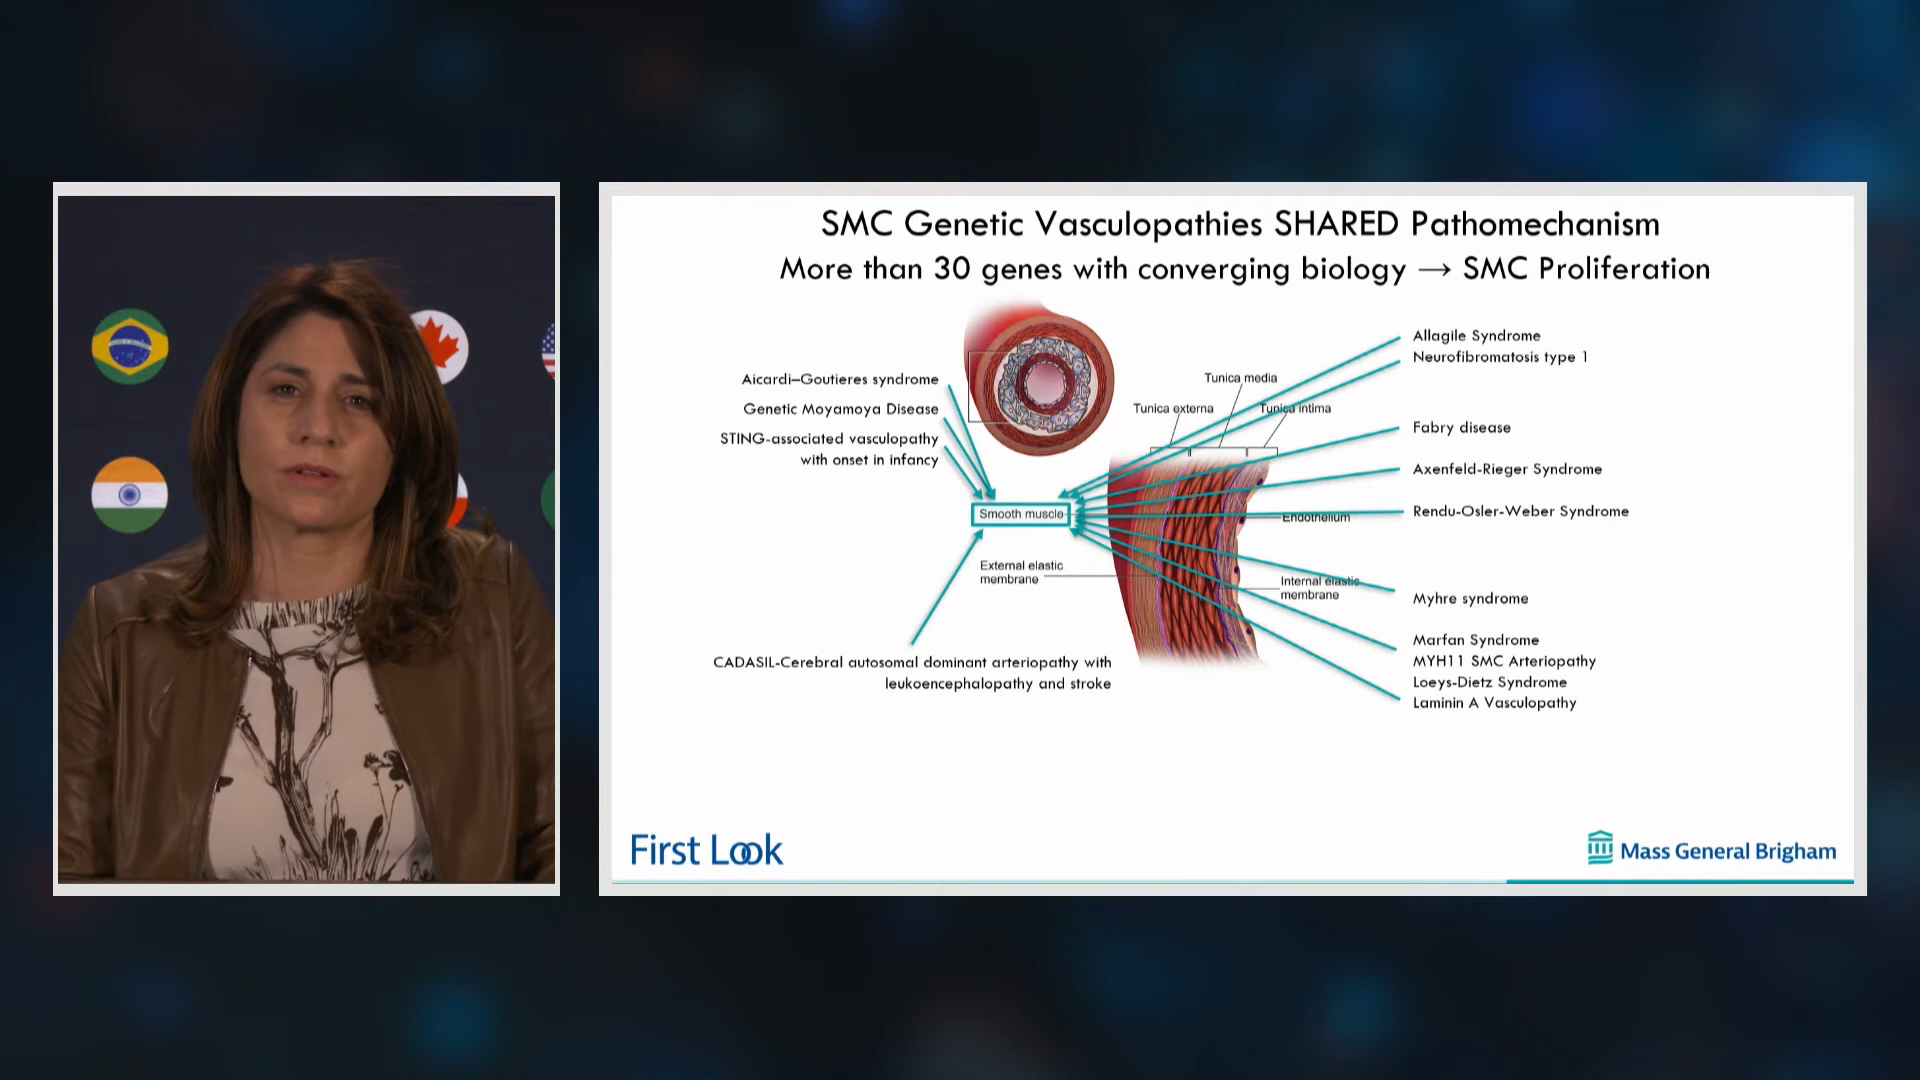 SMC Genetic Vasculopathies SHARED Pathomechanism
More than 30 genes with converging biology → SMC Proliferation
Aicardi–Goutieres syndrome
Genetic Moyamoya Disease
STING-associated vasculopathy
with onset in infancy
Tunica media
Tunica externa
Tunica intima
Smooth muscle
External elastic
membrane
Endothelium
Internal elastic
membrane
CADASIL-Cerebral autosomal dominant arteriopathy with
leukoencephalopathy and stroke
Allagile Syndrome
Neurofibromatosis type 1
Fabry disease
Axenfeld-Rieger Syndrome
Rendu-Osler-Weber Syndrome
Myhre syndrome
Marfan Syndrome
MYH11 SMC Arteriopathy
Loeys-Dietz Syndrome
Laminin A Vasculopathy
First Look
Mass General Brigham